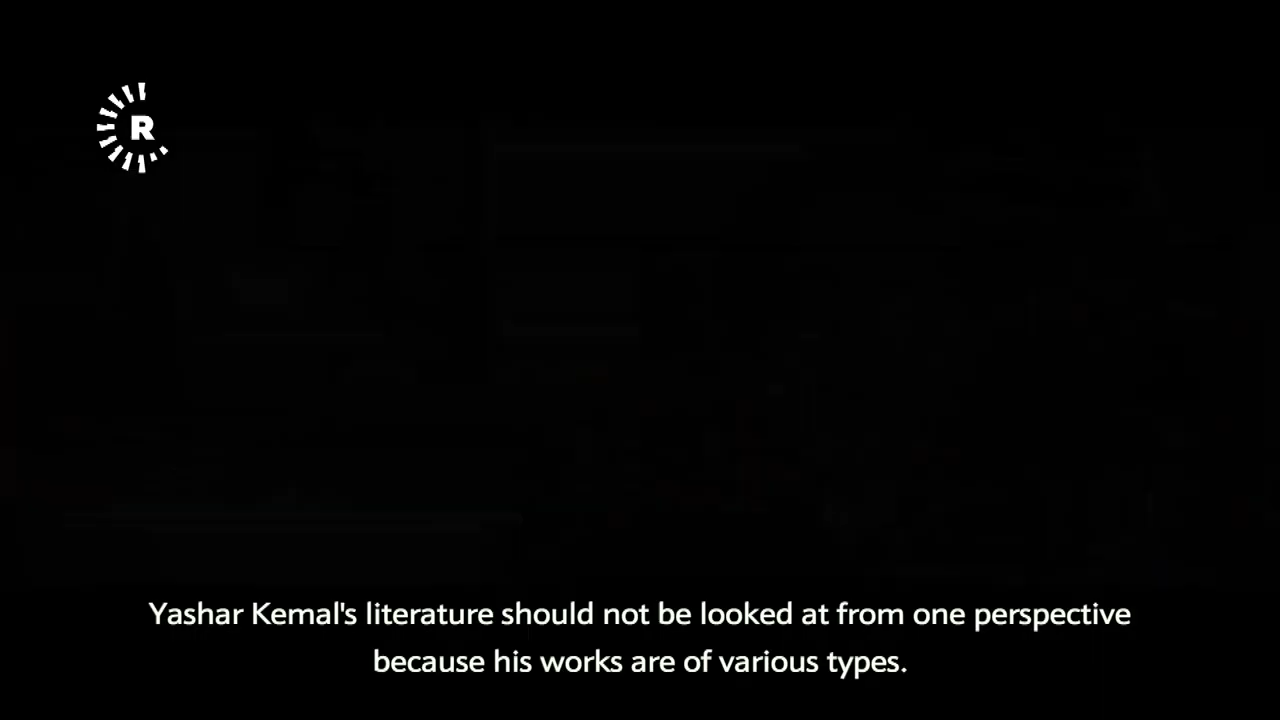 R
Yashar Kemal's literature should not be looked at from one perspective
because his works are of various types.